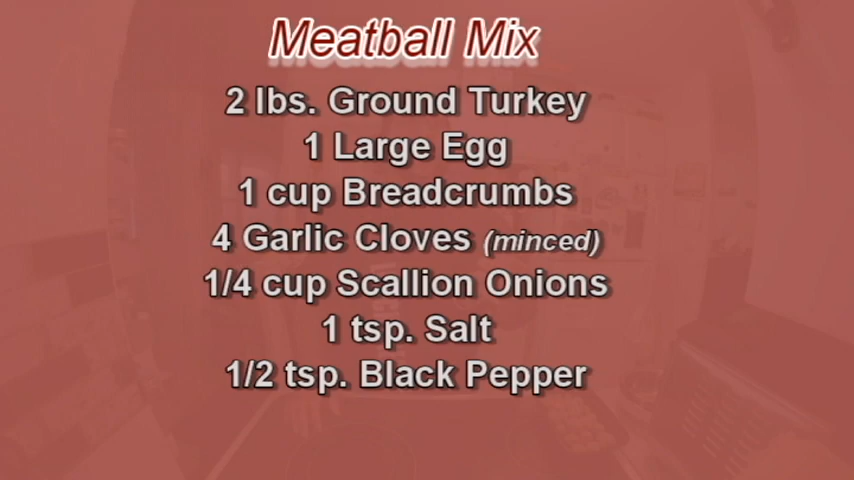 Meatball Mix
2 lbs. Ground Turkey
1 Large Egg
1 cup Breadcrumbs
4 Garlic Cloves (minced)
1/4 cup Scallion Onions
1 tsp. Salt
1/2 tsp. Black Pepper